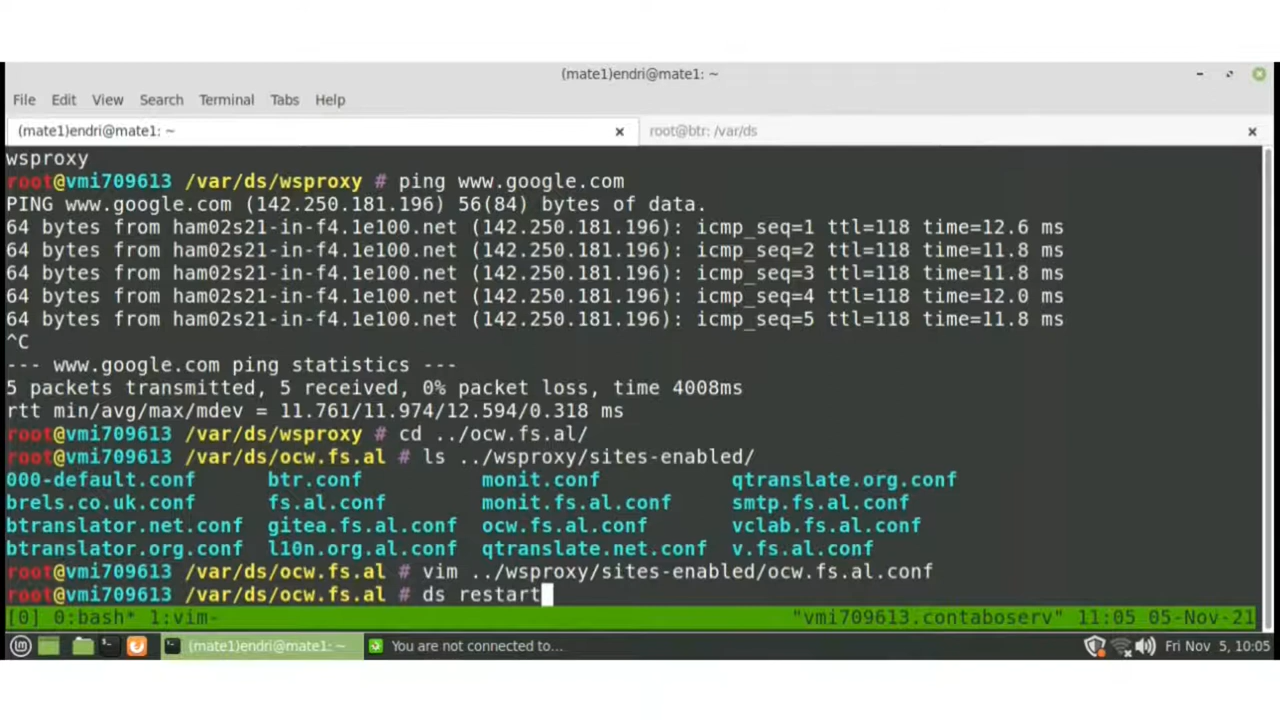 (mate1)endri@mate1: ~
File Edit View Search Terminal Tabs Help
(mate1)endri@mate1: ~ root@btr: /var/ds
wsproxy
root@vmi709613 /var/ds/wsproxy # ping www.google.com
PING www.google.com (142.250.181.196) 56(84) bytes of data.
64 bytes from ham02s21-in-f4.1e100.net (142.250.181.196): icmp_seq=1 ttl=118 time=12.6 ms
64 bytes from ham02s21-in-f4.1e100.net (142.250.181.196): icmp_seq=2 ttl=118 time=11.8 ms
64 bytes from ham02s21-in-f4.1e100.net (142.250.181.196): icmp_seq=3 ttl=118 time=11.8 ms
64 bytes from ham02s21-in-f4.1e100.net (142.250.181.196): icmp_seq=4 ttl=118 time=12.0 ms
64 bytes from ham02s21-in-f4.1e100.net (142.250.181.196): icmp_seq=5 ttl=118 time=11.8 ms
^C
--- www.google.com ping statistics ---
5 packets transmitted, 5 received, 0% packet loss, time 4008ms
rtt min/avg/max/mdev = 11.761/11.974/12.594/0.318 ms
root@vmi709613 /var/ds/wsproxy # cd ../ocw.fs.al/
root@vmi709613 /var/ds/ocw.fs.al # ls ../wsproxy/sites-enabled/
000-default.conf btr.conf monit.conf qtranslate.org.conf
brels.co.uk.conf fs.al.conf monit.fs.al.conf smtp.fs.al.conf
btranslator.net.conf gitea.fs.al.conf ocw.fs.al.conf vclab.fs.al.conf
btranslator.org.conf l10n.org.al.conf qtranslate.net.conf v.fs.al.conf
root@vmi709613 /var/ds/ocw.fs.al # vim ../wsproxy/sites-enabled/ocw.fs.al.conf
root@vmi709613 /var/ds/ocw.fs.al # ds restart
[0] 0:bash* 1:vim- "vmi709613.contaboserv" 11:05 05-Nov-21
(mate1)endri@mate1: ~ You are not connected to... Fri Nov 5, 10:05